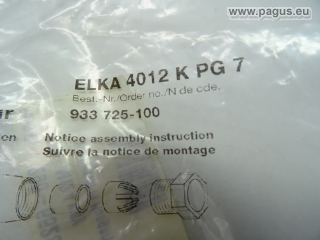 © www.pagus.eu
ELKA 4012 K PG 7
Best.-Nr./Order no./N de cde.
933 725-100
Notice assembly instruction
Suivre la notice de montage